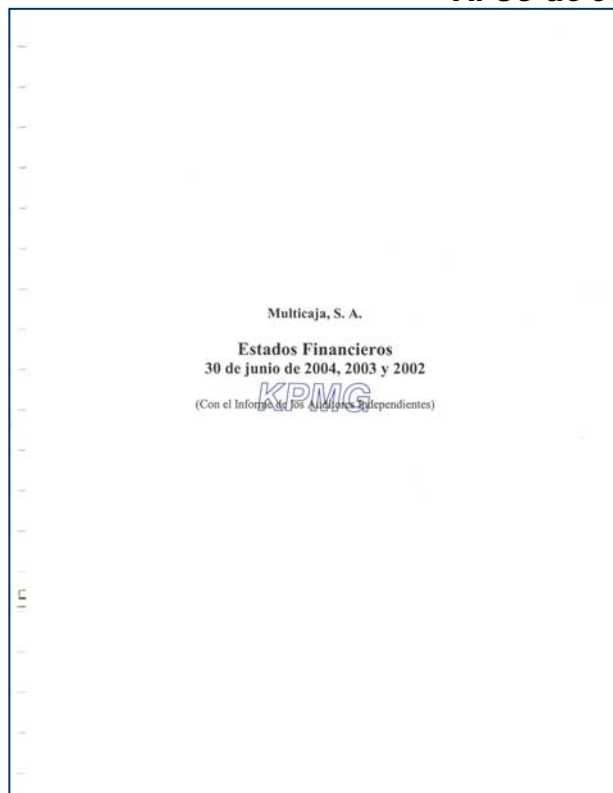 Multicaja, S. A.
Estados Financieros
30 de junio de 2004, 2003 y 2002
KPMG
(Con el Informe de los Auditores Independientes)